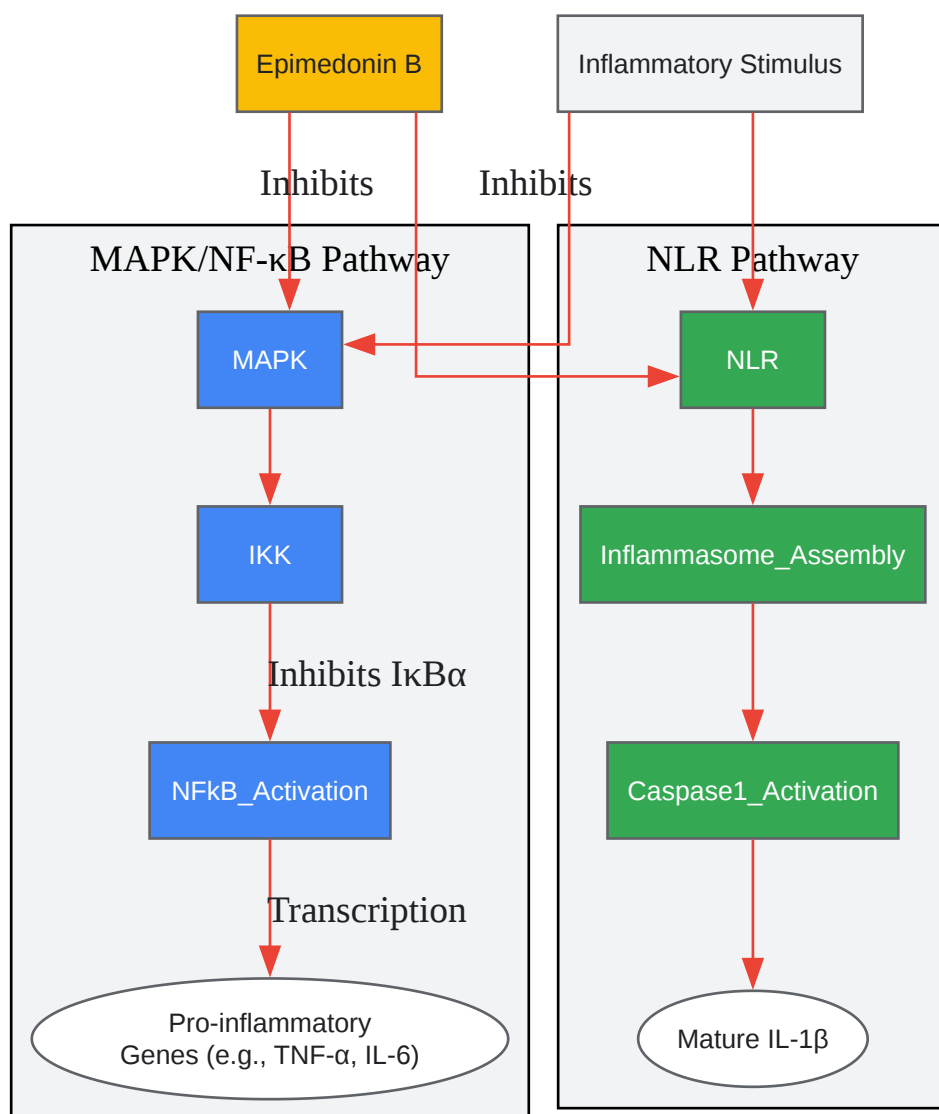 Epimedonin B
Inflammatory Stimulus
Inhibits
Inhibits
MAPK/NF-κB Pathway
NLR Pathway
MAPK
NLR
IKK
Inflammasome_Assembly
Inhibits IκBα
NFkB_Activation
Caspase1_Activation
Transcription
Pro-inflammatory
Genes (e.g., TNF-α, IL-6)
Mature IL-1β